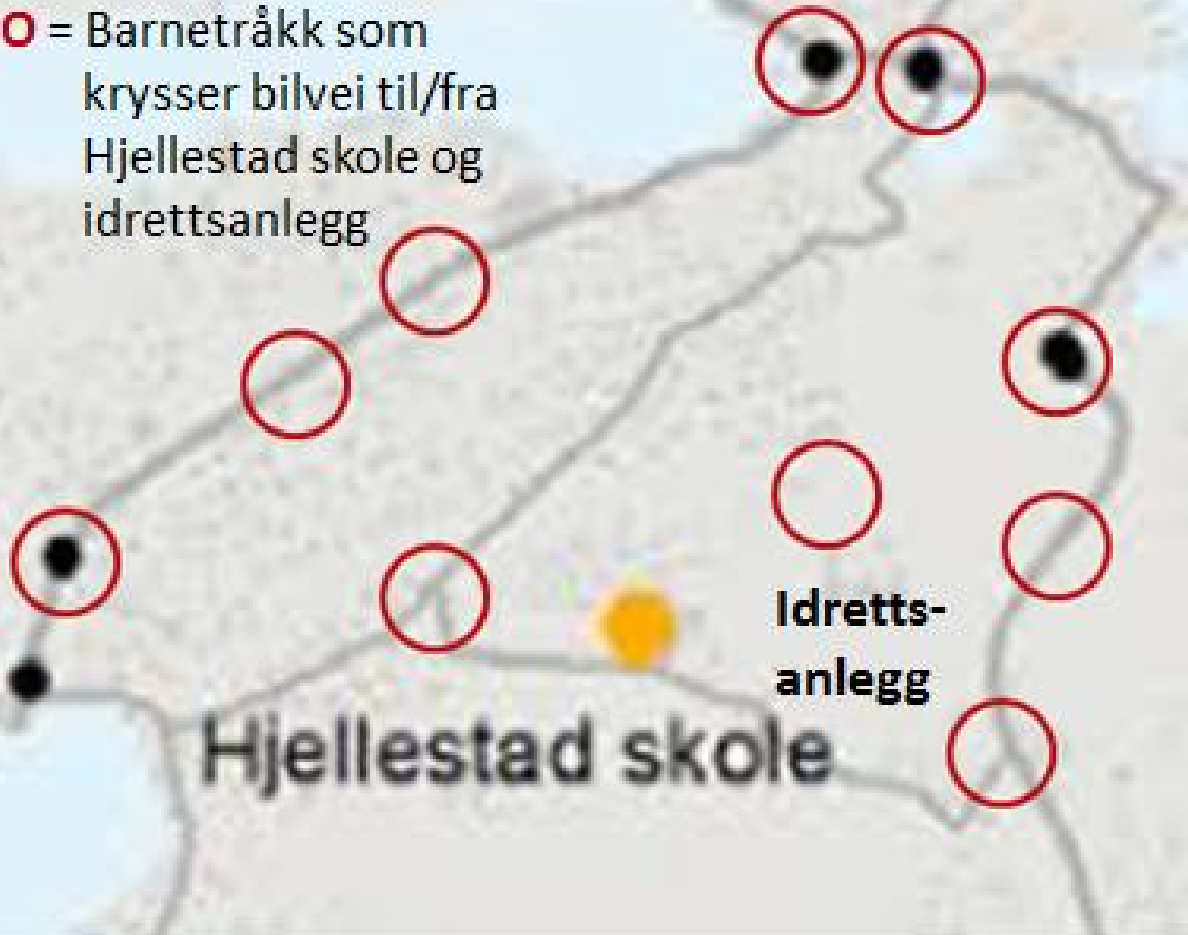 O = Barnetråkk som
krysser bilvei til/fra
Hjellestad skole og
idrettsanlegg
Idretts-
anlegg
Hjellestad skole